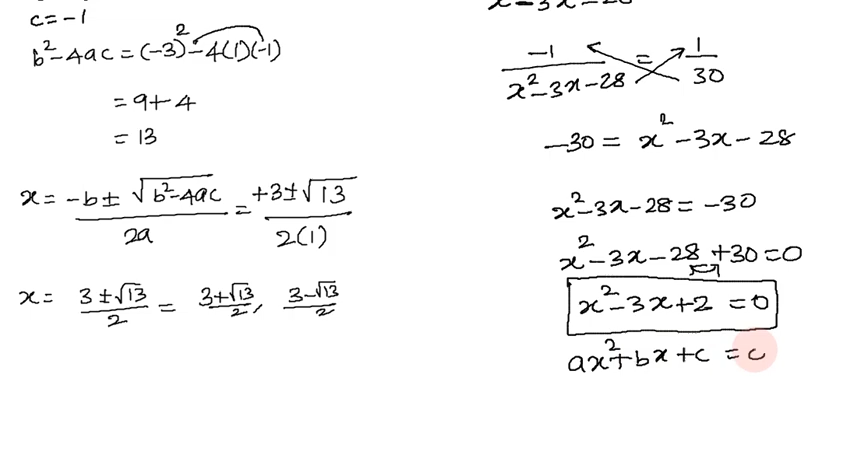 c = -1
b² - 4ac = (-3)² - 4(1)(-1)
= 9 + 4
= 13
x = (-b ± √(b² - 4ac))/2a = (+3 ± √13)/2(1)
x = (3 ± √13)/2 = (3 + √13)/2, (3 - √13)/2
-1/(x² - 3x - 28) = 1/30
-30 = x² - 3x - 28
x² - 3x - 28 = -30
x² - 3x - 28 + 30 = 0
x² - 3x + 2 = 0
ax² + bx + c = c